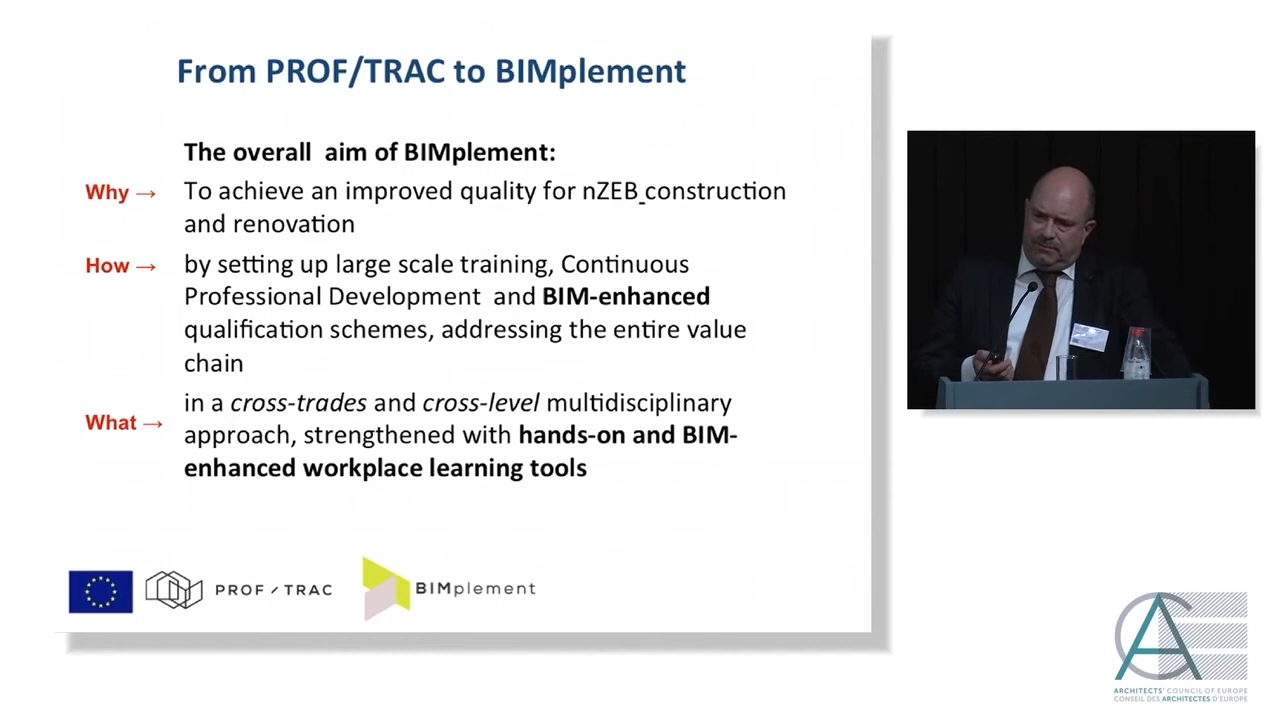 From PROF/TRAC to BIMplement
The overall aim of BIMplement:
Why → To achieve an improved quality for nZEB_construction
and renovation
How → by setting up large scale training, Continuous
Professional Development and BIM-enhanced
qualification schemes, addressing the entire value
chain
in a cross-trades and cross-level multidisciplinary
What → approach, strengthened with hands-on and BIM-
enhanced workplace learning tools
PROF / TRAC
BIMplement
ACE
ARCHITECTS' COUNCIL OF EUROPE
CONSEIL DES ARCHITECTES D'EUROPE